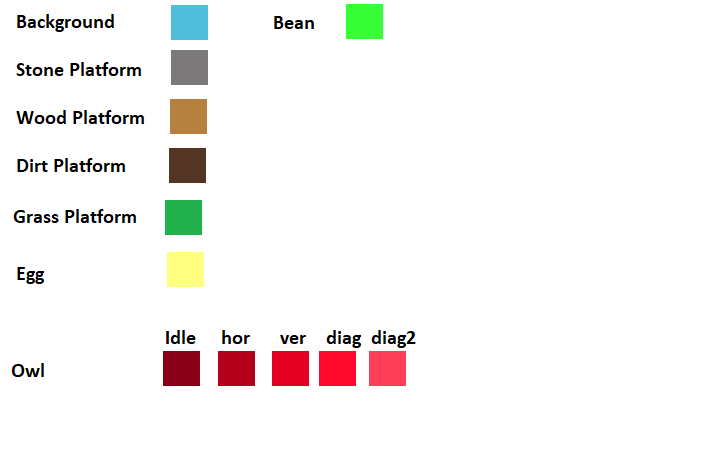 Background
Bean
Stone Platform
Wood Platform
Dirt Platform
Grass Platform
Egg
Idle hor ver diag diag2
Owl